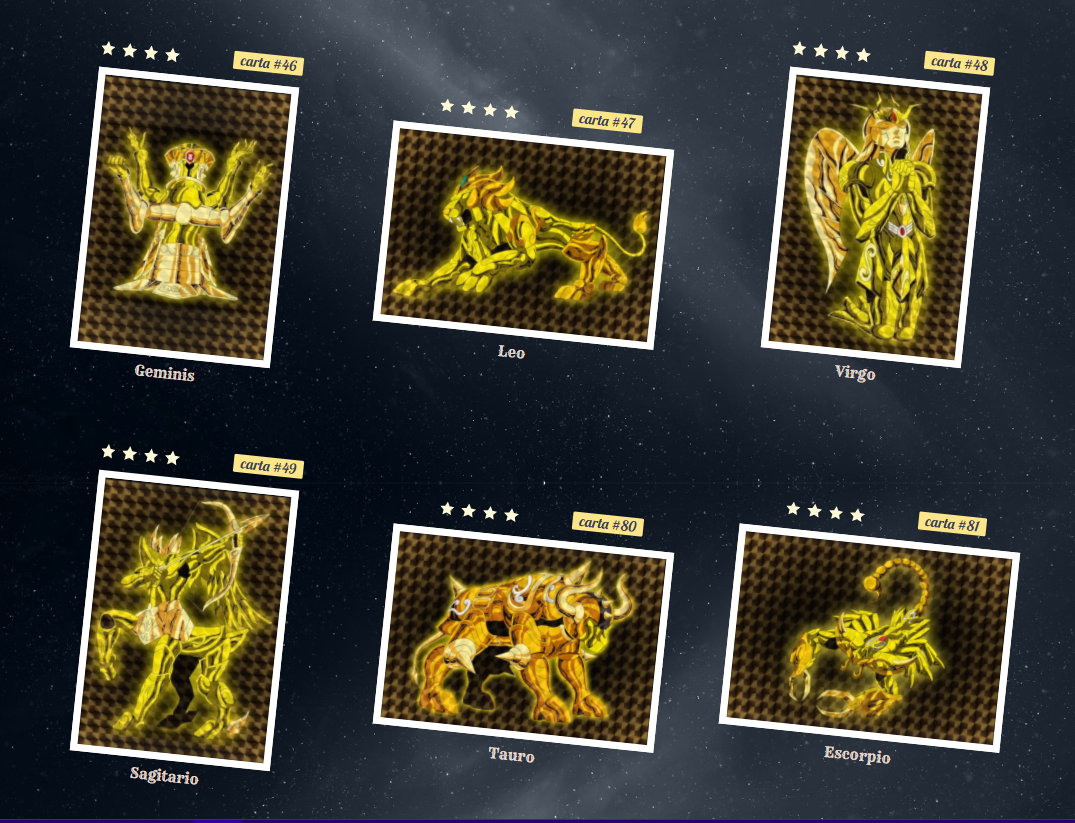 carta #46
Geminis
carta #47
Leo
carta #48
Virgo
carta #49
Sagitario
carta #80
Tauro
carta #81
Escorpio